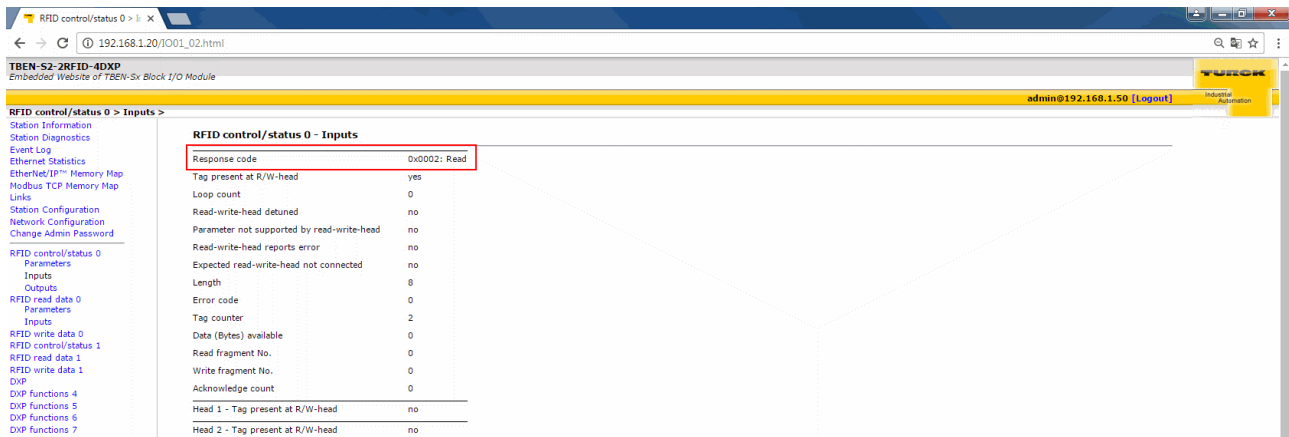 RFID control/status 0 > I
192.168.1.20/IO01_02.html
TBEN-S2-2RFID-4DXP
Embedded Website of TBEN-Sx Block I/O Module
TURCK
Industrial
Automation
admin@192.168.1.50 [Logout]
RFID control/status 0 > Inputs >
Station Information
Station Diagnostics
Event Log
Ethernet Statistics
EtherNet/IP™ Memory Map
Modbus TCP Memory Map
Links
Station Configuration
Network Configuration
Change Admin Password
RFID control/status 0
Parameters
Inputs
Outputs
RFID read data 0
Parameters
Inputs
RFID write data 0
RFID control/status 1
RFID read data 1
RFID write data 1
DXP
DXP functions 4
DXP functions 5
DXP functions 6
DXP functions 7
RFID control/status 0 - Inputs
Response code 0x0002: Read
Tag present at R/W-head yes
Loop count 0
Read-write-head detuned no
Parameter not supported by read-write-head no
Read-write-head reports error no
Expected read-write-head not connected no
Length 8
Error code 0
Tag counter 2
Data (Bytes) available 0
Read fragment No. 0
Write fragment No. 0
Acknowledge count 0
Head 1 - Tag present at R/W-head no
Head 2 - Tag present at R/W-head no